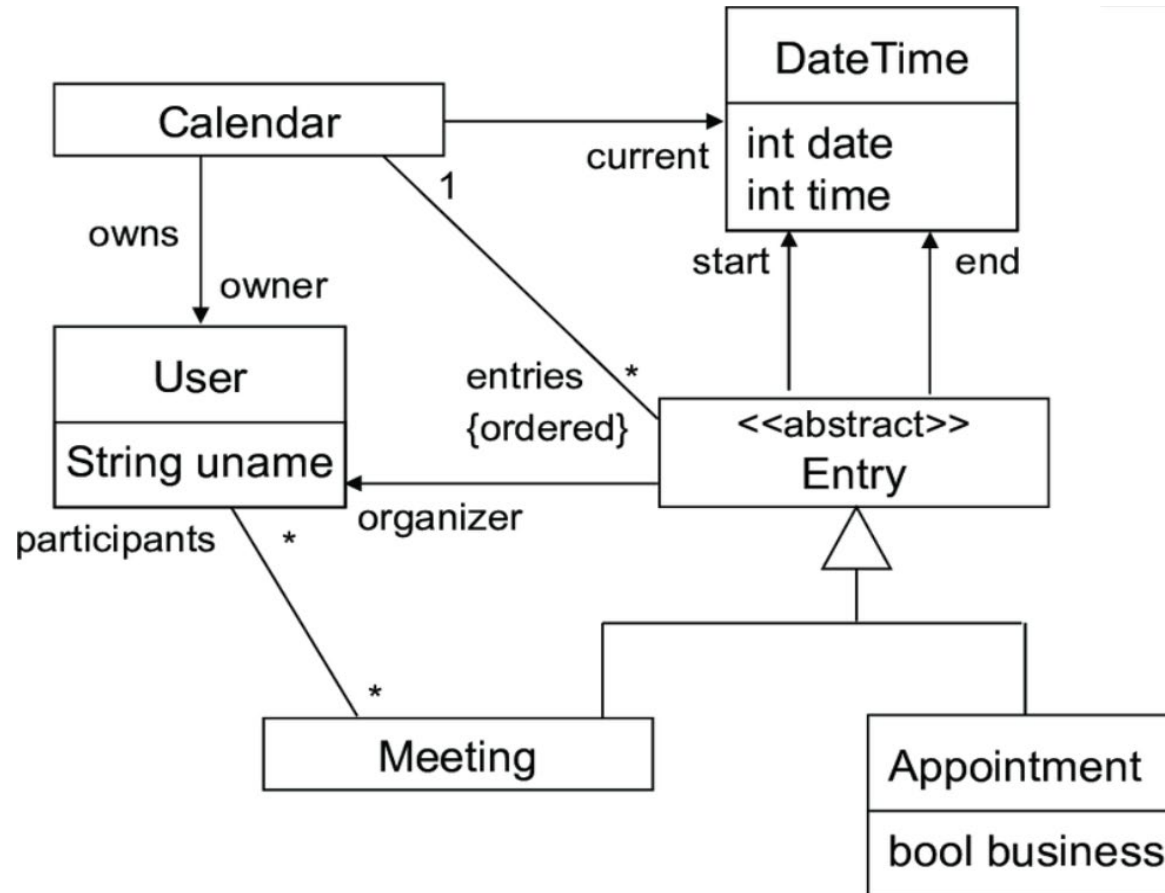 DateTime
int date
int time
Calendar
current
1
owns
owner
start
end
User
String uname
entries
{ordered}
*
<<abstract>>
Entry
organizer
participants
*
*
Meeting
Appointment
bool business